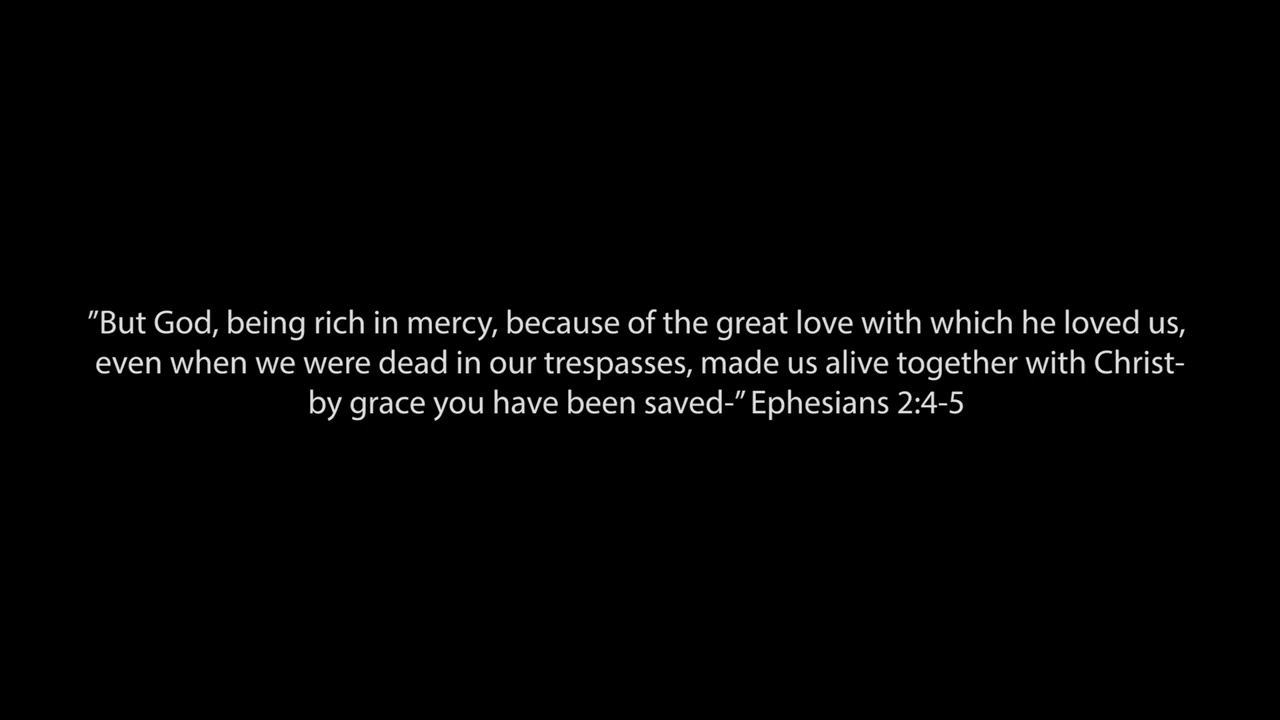 ”But God, being rich in mercy, because of the great love with which he loved us,
even when we were dead in our trespasses, made us alive together with Christ-
by grace you have been saved-” Ephesians 2:4-5